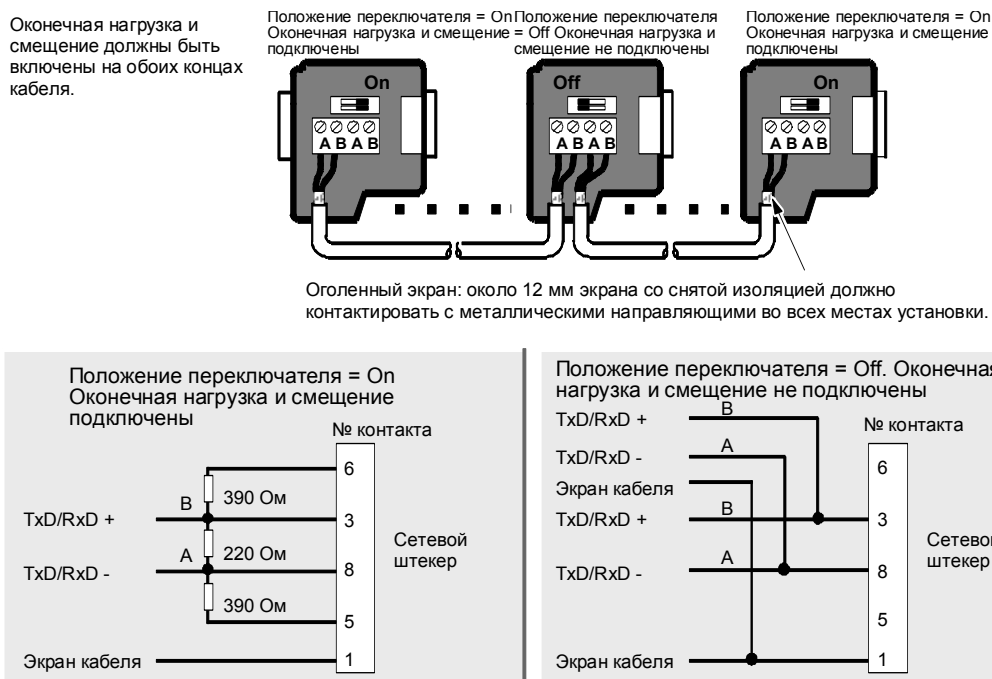 Оконечная нагрузка и
смещение должны быть
включены на обоих концах
кабеля.
Положение переключателя = On
Оконечная нагрузка и смещение
подключены
Положение переключателя
= Off Оконечная нагрузка и
смещение не подключены
Положение переключателя = On
Оконечная нагрузка и смещение
подключены
On
A B A B
Off
A B A B
On
A B A B
Оголенный экран: около 12 мм экрана со снятой изоляцией должно
контактировать с металлическими направляющими во всех местах установки.
Положение переключателя = On
Оконечная нагрузка и смещение
подключены
№ контакта
6
390 Ом
B
TxD/RxD +
3
Сетевой
штекер
A
220 Ом
TxD/RxD -
8
390 Ом
5
Экран кабеля
1
Положение переключателя = Off. Оконечная
нагрузка и смещение не подключены
B
TxD/RxD +
№ контакта
A
TxD/RxD -
6
Экран кабеля
B
TxD/RxD +
3
Сетевой
штекер
A
TxD/RxD -
8
5
Экран кабеля
1